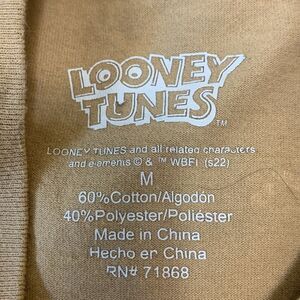 LOONEY
TUNES
™
LOONEY TUNES and all related characters
and elements © & ™ WBEI (s22)
M
60%Cotton/Algodón
40%Polyester/Poliéster
Made in China
Hecho en China
RN# 71868